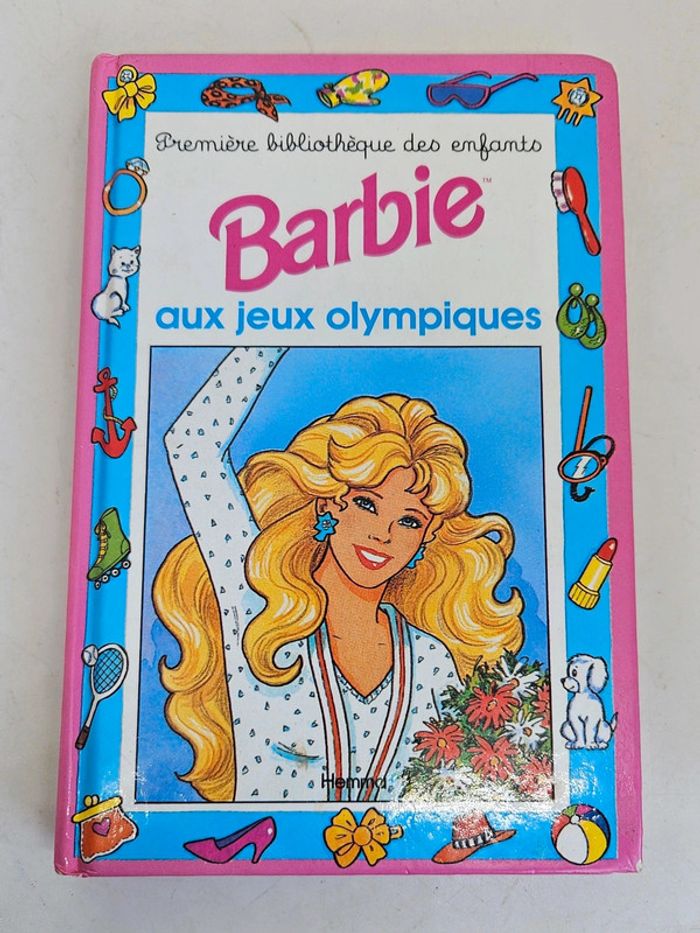 Première bibliothèque des enfants
Barbie™
aux jeux olympiques
Hemma